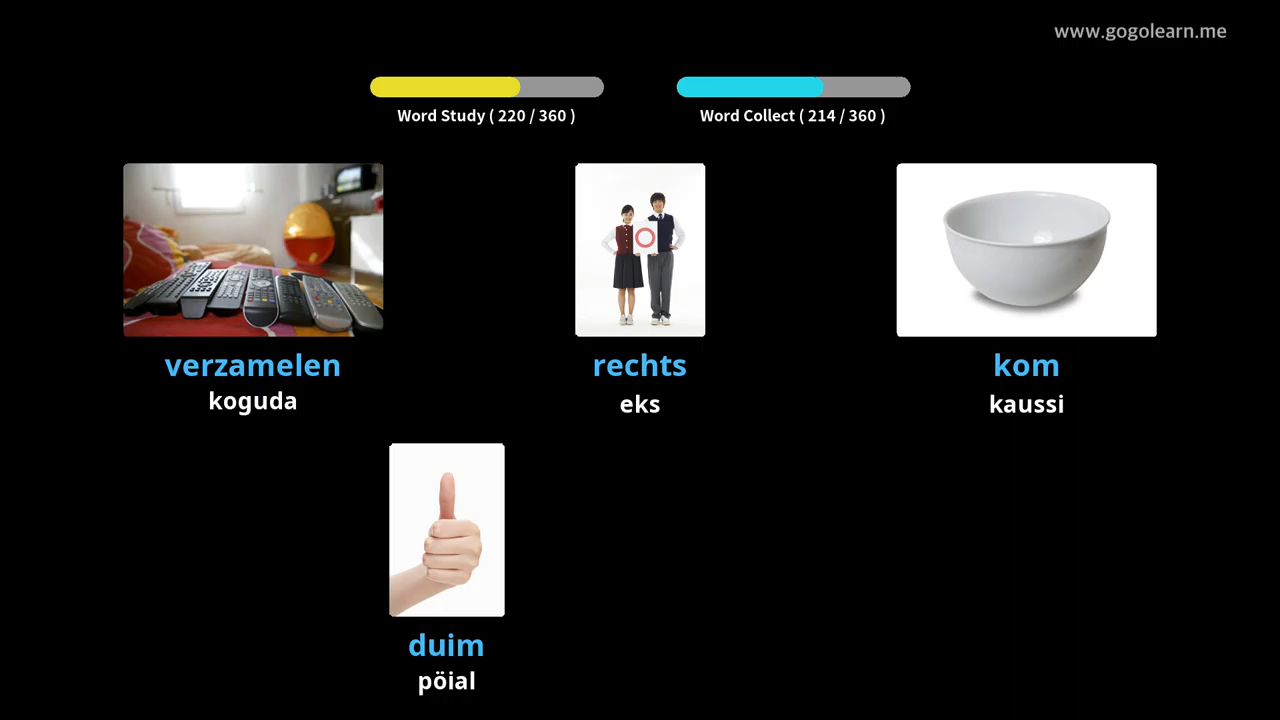 www.gogolearn.me
Word Study ( 220 / 360 )
Word Collect ( 214 / 360 )
verzamelen
koguda
rechts
eks
kom
kaussi
duim
pöial